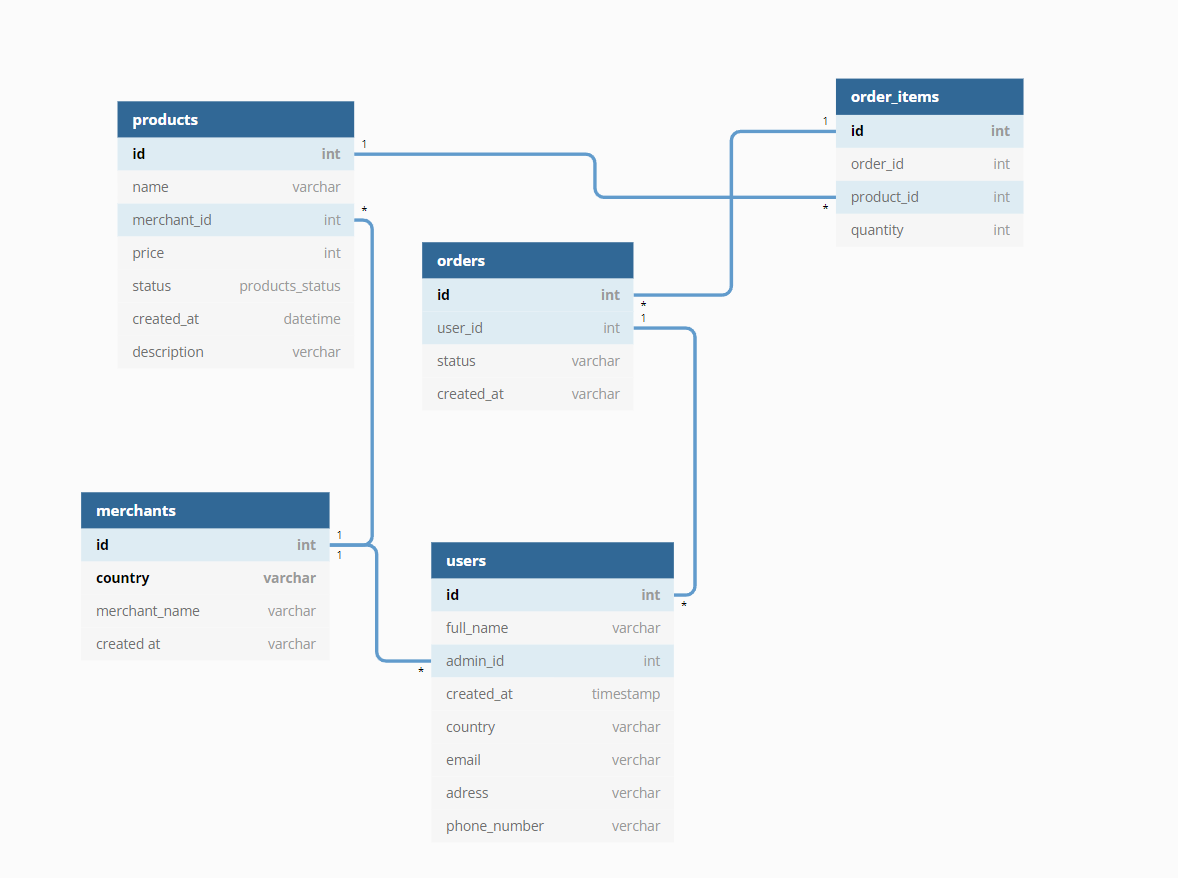 products
id int
name varchar
merchant_id int
price int
status products_status
created_at datetime
description verchar
1
*
order_items
id int
order_id int
product_id int
quantity int
1
*
orders
id int
user_id int
status varchar
created_at varchar
*
1
merchants
id int
country varchar
merchant_name varchar
created at varchar
1
1
users
id int
full_name varchar
admin_id int
created_at timestamp
country varchar
email verchar
adress verchar
phone_number verchar
*
*